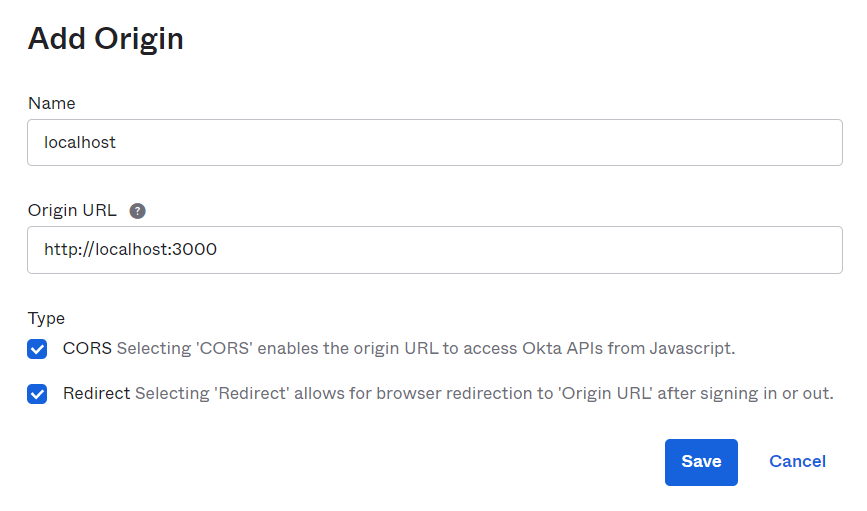 Add Origin
Name
localhost
Origin URL ?
http://localhost:3000
Type
CORS Selecting 'CORS' enables the origin URL to access Okta APIs from Javascript.
Redirect Selecting 'Redirect' allows for browser redirection to 'Origin URL' after signing in or out.
Save Cancel